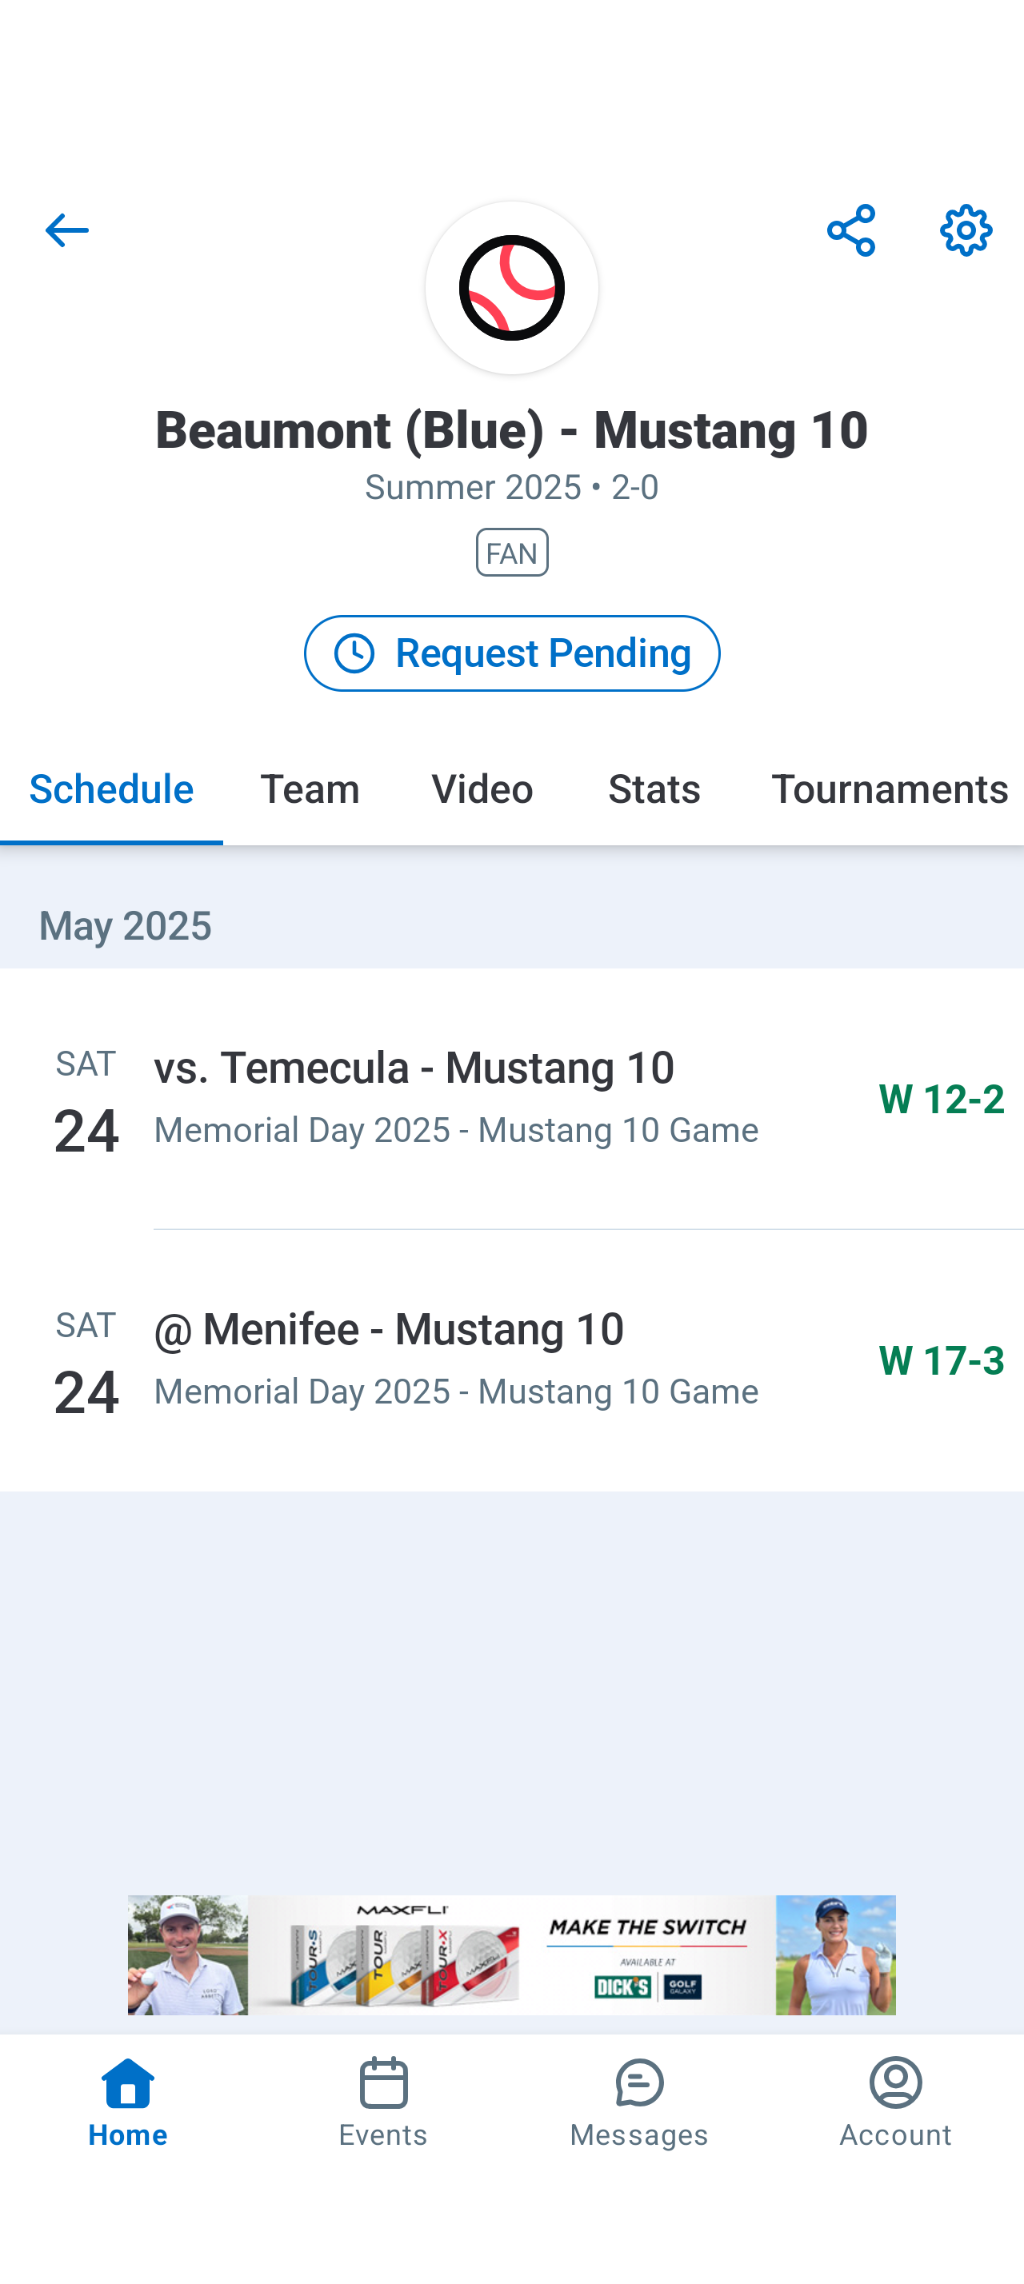 Beaumont (Blue) - Mustang 10
Summer 2025 • 2-0
FAN
Request Pending
Schedule Team Video Stats Tournaments
May 2025
SAT
24
vs. Temecula - Mustang 10
Memorial Day 2025 - Mustang 10 Game
W 12-2
SAT
24
@ Menifee - Mustang 10
Memorial Day 2025 - Mustang 10 Game
W 17-3
MAXFLI
TOUR-S
TOUR
TOUR-X
MAKE THE SWITCH
AVAILABLE AT
DICK'S
GOLF
GALAXY
Home Events Messages Account